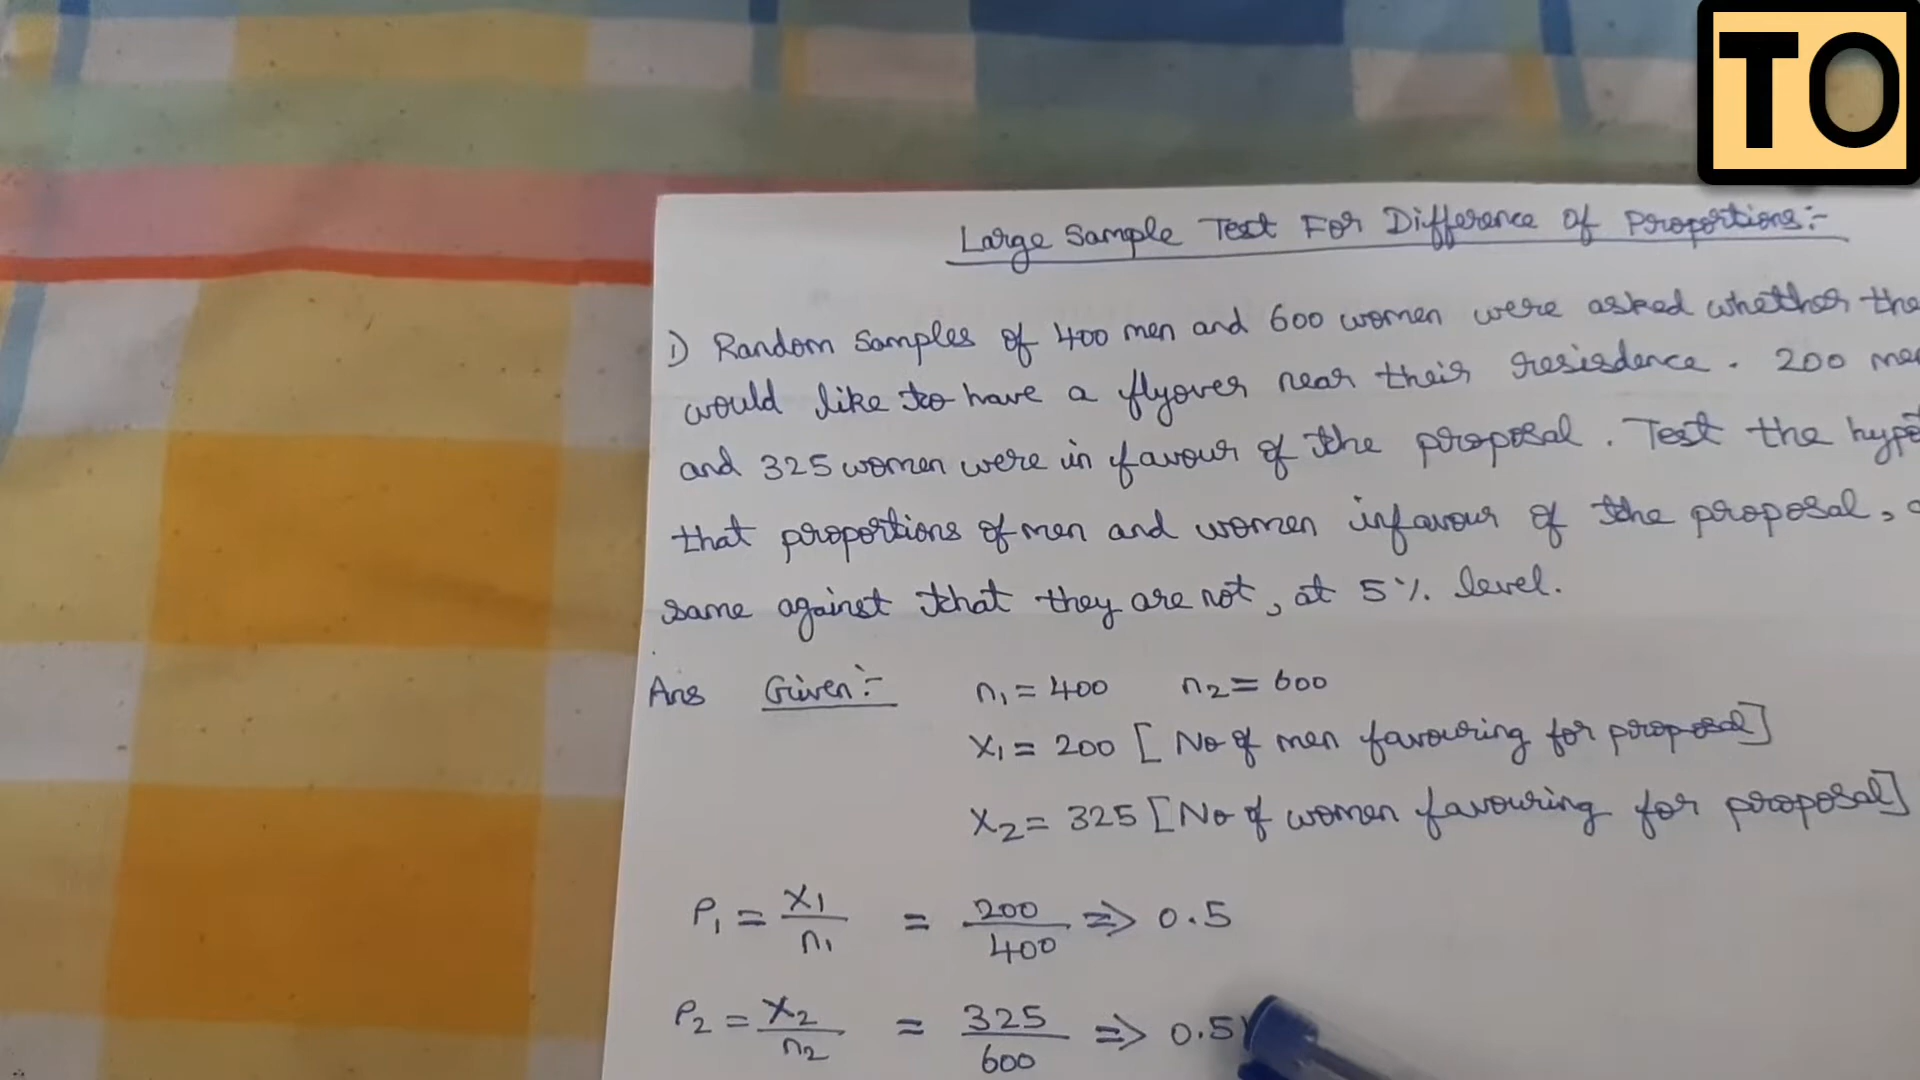 TO
Large Sample Test For Difference of Proportions:-
1) Random Samples of 400 men and 600 women were asked whether the
would like to have a flyover near their resisdence. 200 me
and 325 women were in favour of the proposal. Test the hypo
that proportions of men and women infavour of the proposal,
same against that they are not, at 5% level.
Ans Given:- n₁ = 400 n₂ = 600
X₁ = 200 [No of men favouring for proposal]
X₂ = 325 [No of women favouring for proposal]
P₁ = X₁/n₁ = 200/400 => 0.5
P₂ = X₂/n₂ = 325/600 => 0.5